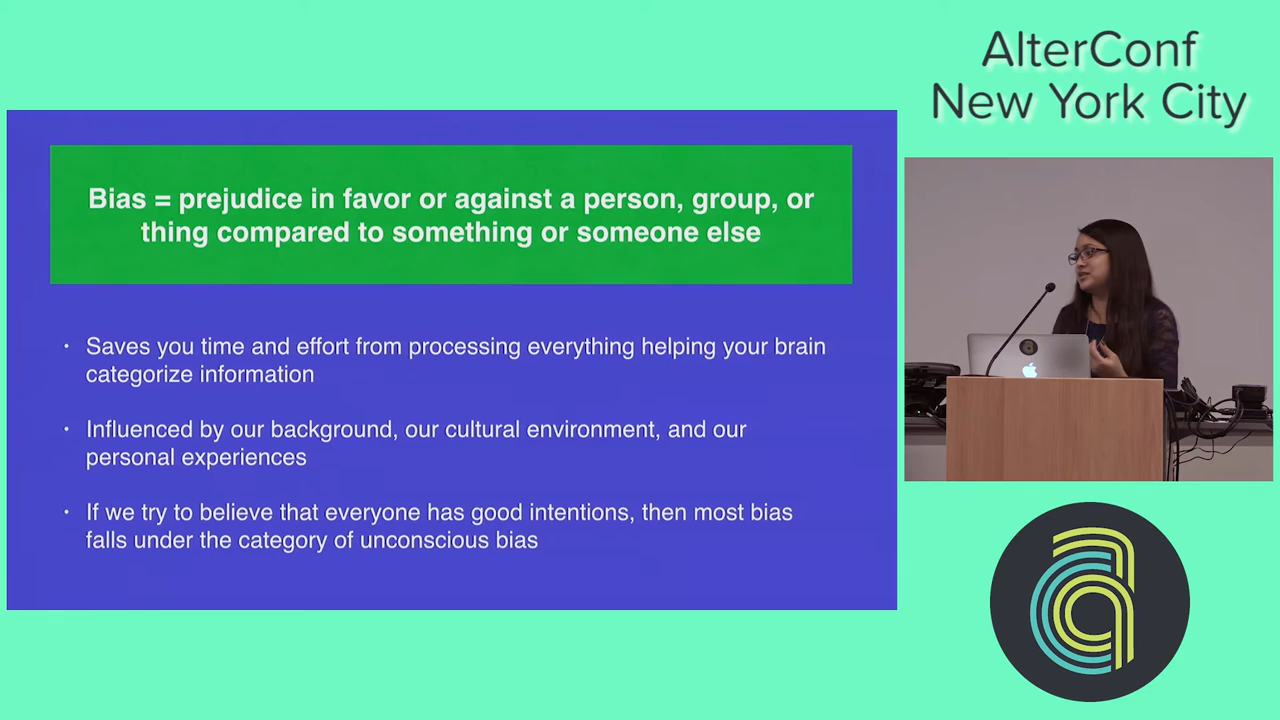 AlterConf
New York City
Bias = prejudice in favor or against a person, group, or
thing compared to something or someone else
• Saves you time and effort from processing everything helping your brain
categorize information
• Influenced by our background, our cultural environment, and our
personal experiences
• If we try to believe that everyone has good intentions, then most bias
falls under the category of unconscious bias